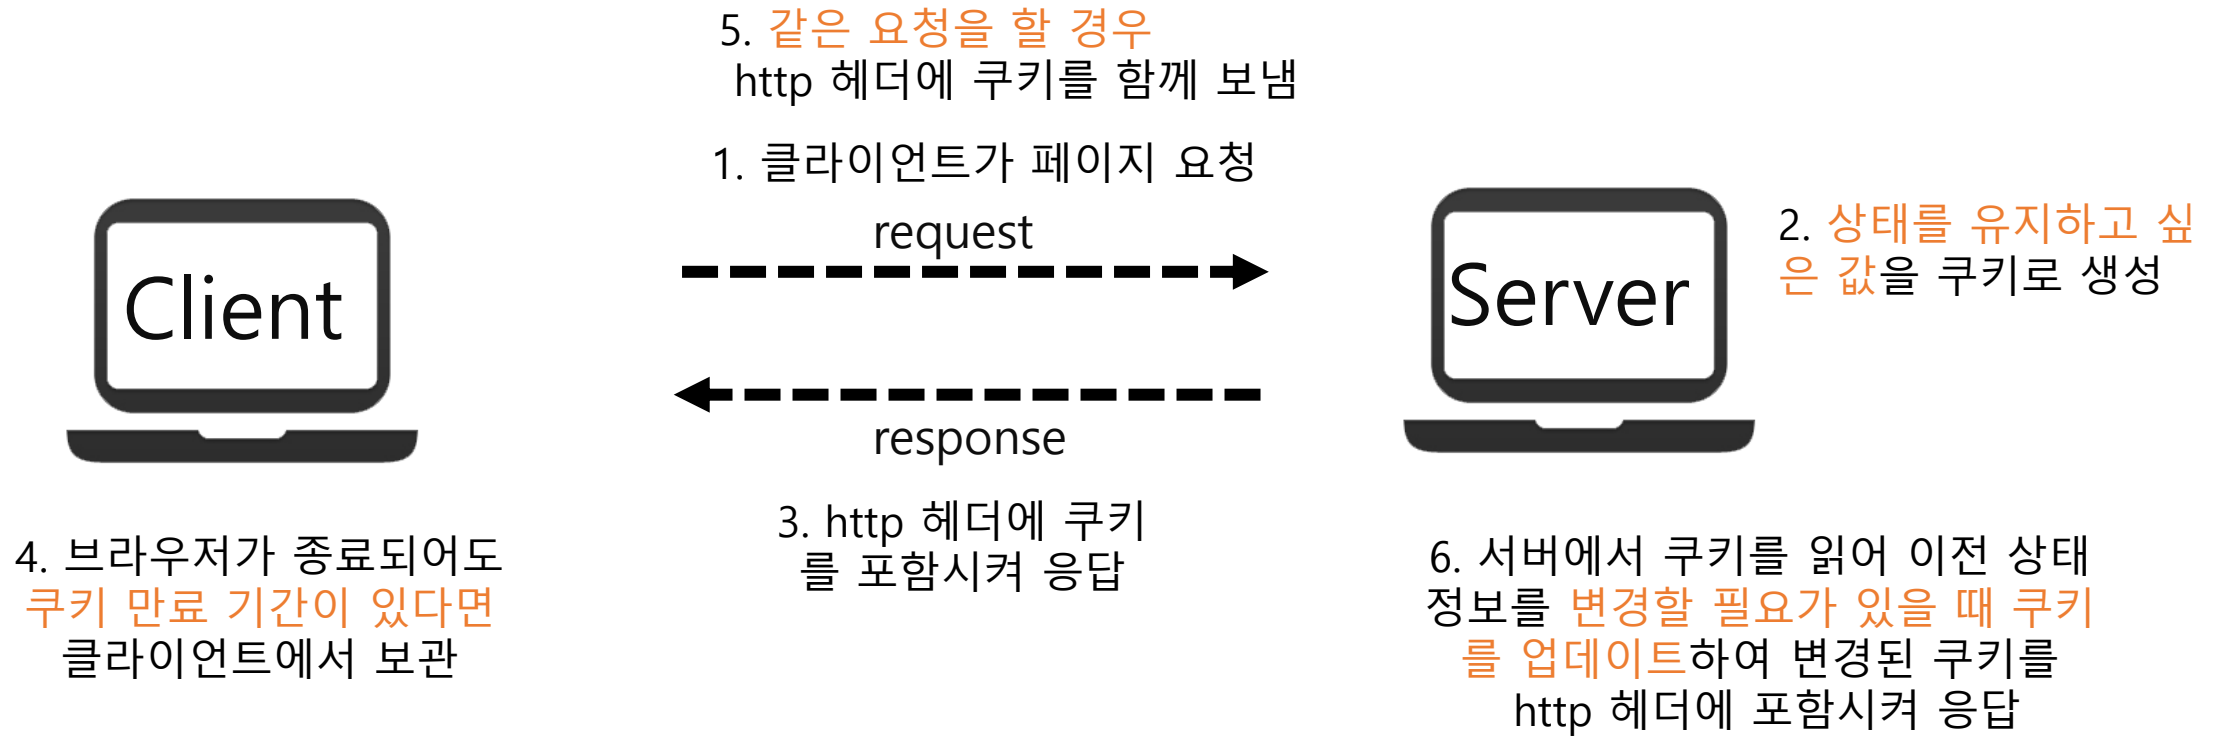 5. 같은 요청을 할 경우
http 헤더에 쿠키를 함께 보냄
1. 클라이언트가 페이지 요청
request
Client
Server
2. 상태를 유지하고 싶
은 값을 쿠키로 생성
response
3. http 헤더에 쿠키
를 포함시켜 응답
4. 브라우저가 종료되어도
쿠키 만료 기간이 있다면
클라이언트에서 보관
6. 서버에서 쿠키를 읽어 이전 상태
정보를 변경할 필요가 있을 때 쿠키
를 업데이트하여 변경된 쿠키를
http 헤더에 포함시켜 응답